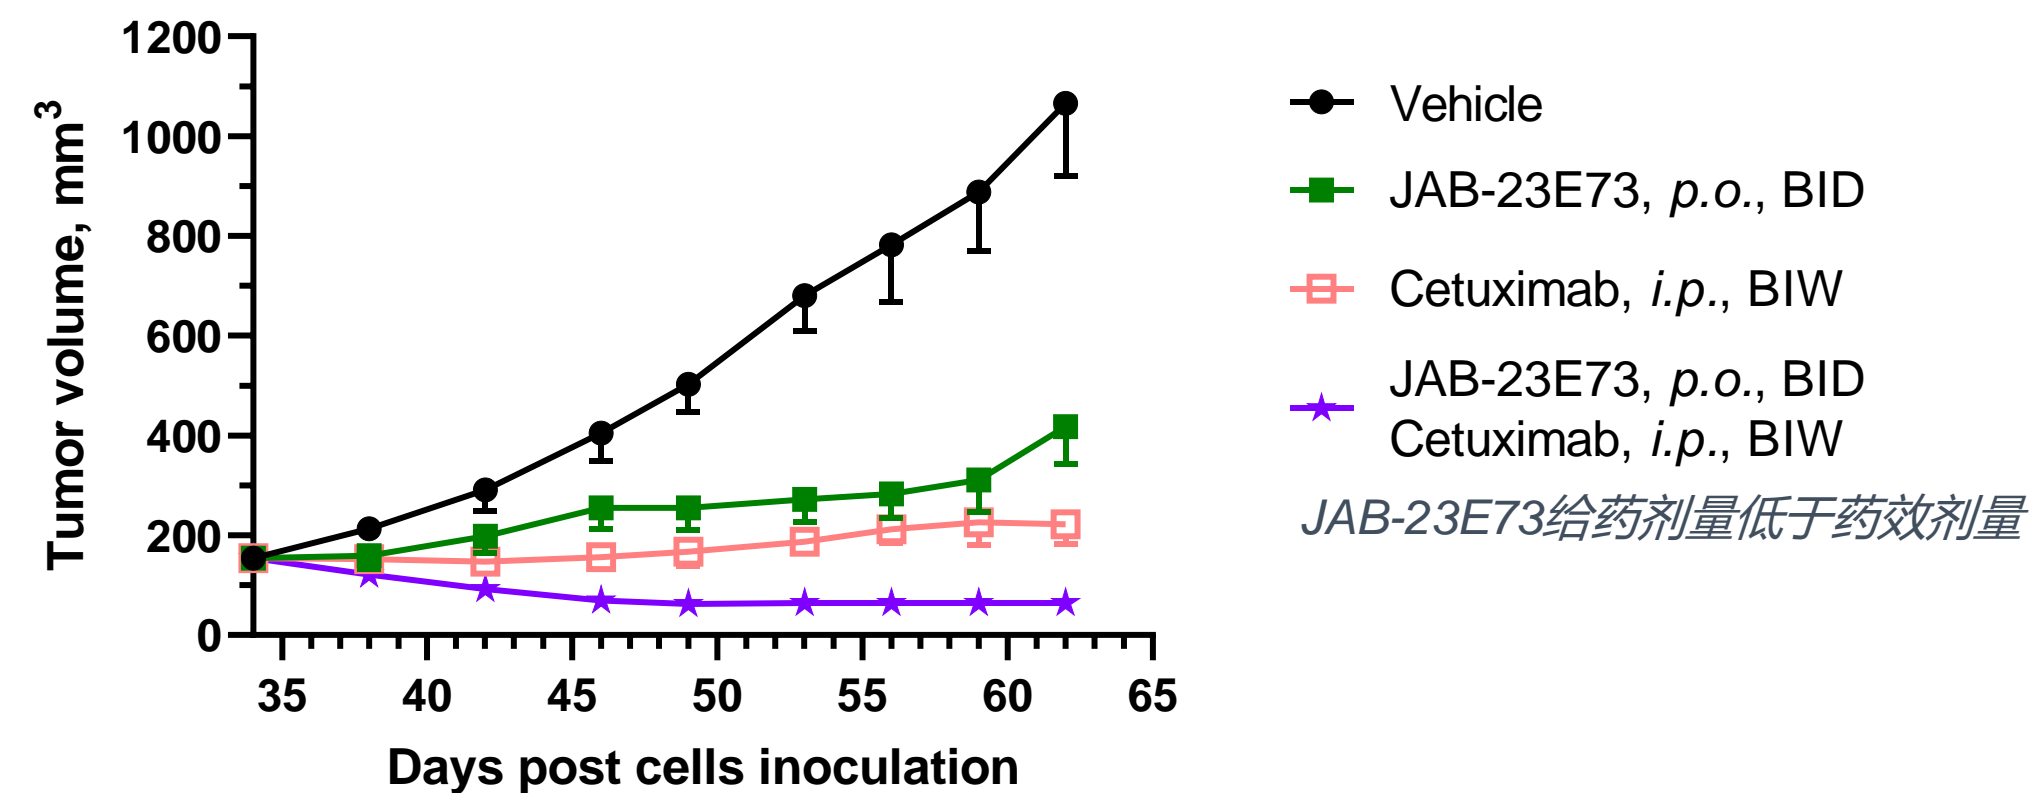 1200
1000
800
600
400
200
0
Tumor volume, mm³
35 40 45 50 55 60 65
Days post cells inoculation
Vehicle
JAB-23E73, p.o., BID
Cetuximab, i.p., BIW
JAB-23E73, p.o., BID
Cetuximab, i.p., BIW
JAB-23E73给药剂量低于药效剂量